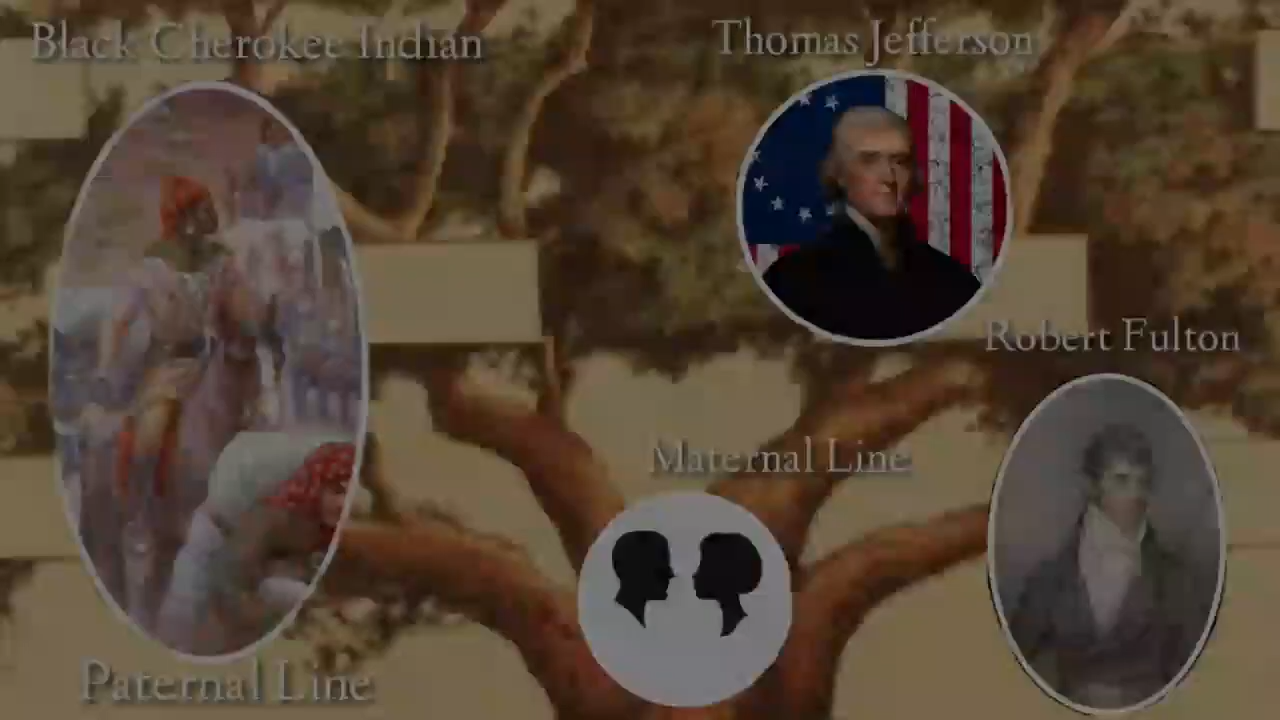 Black Cherokee Indian
Thomas Jefferson
Robert Fulton
Maternal Line
Paternal Line